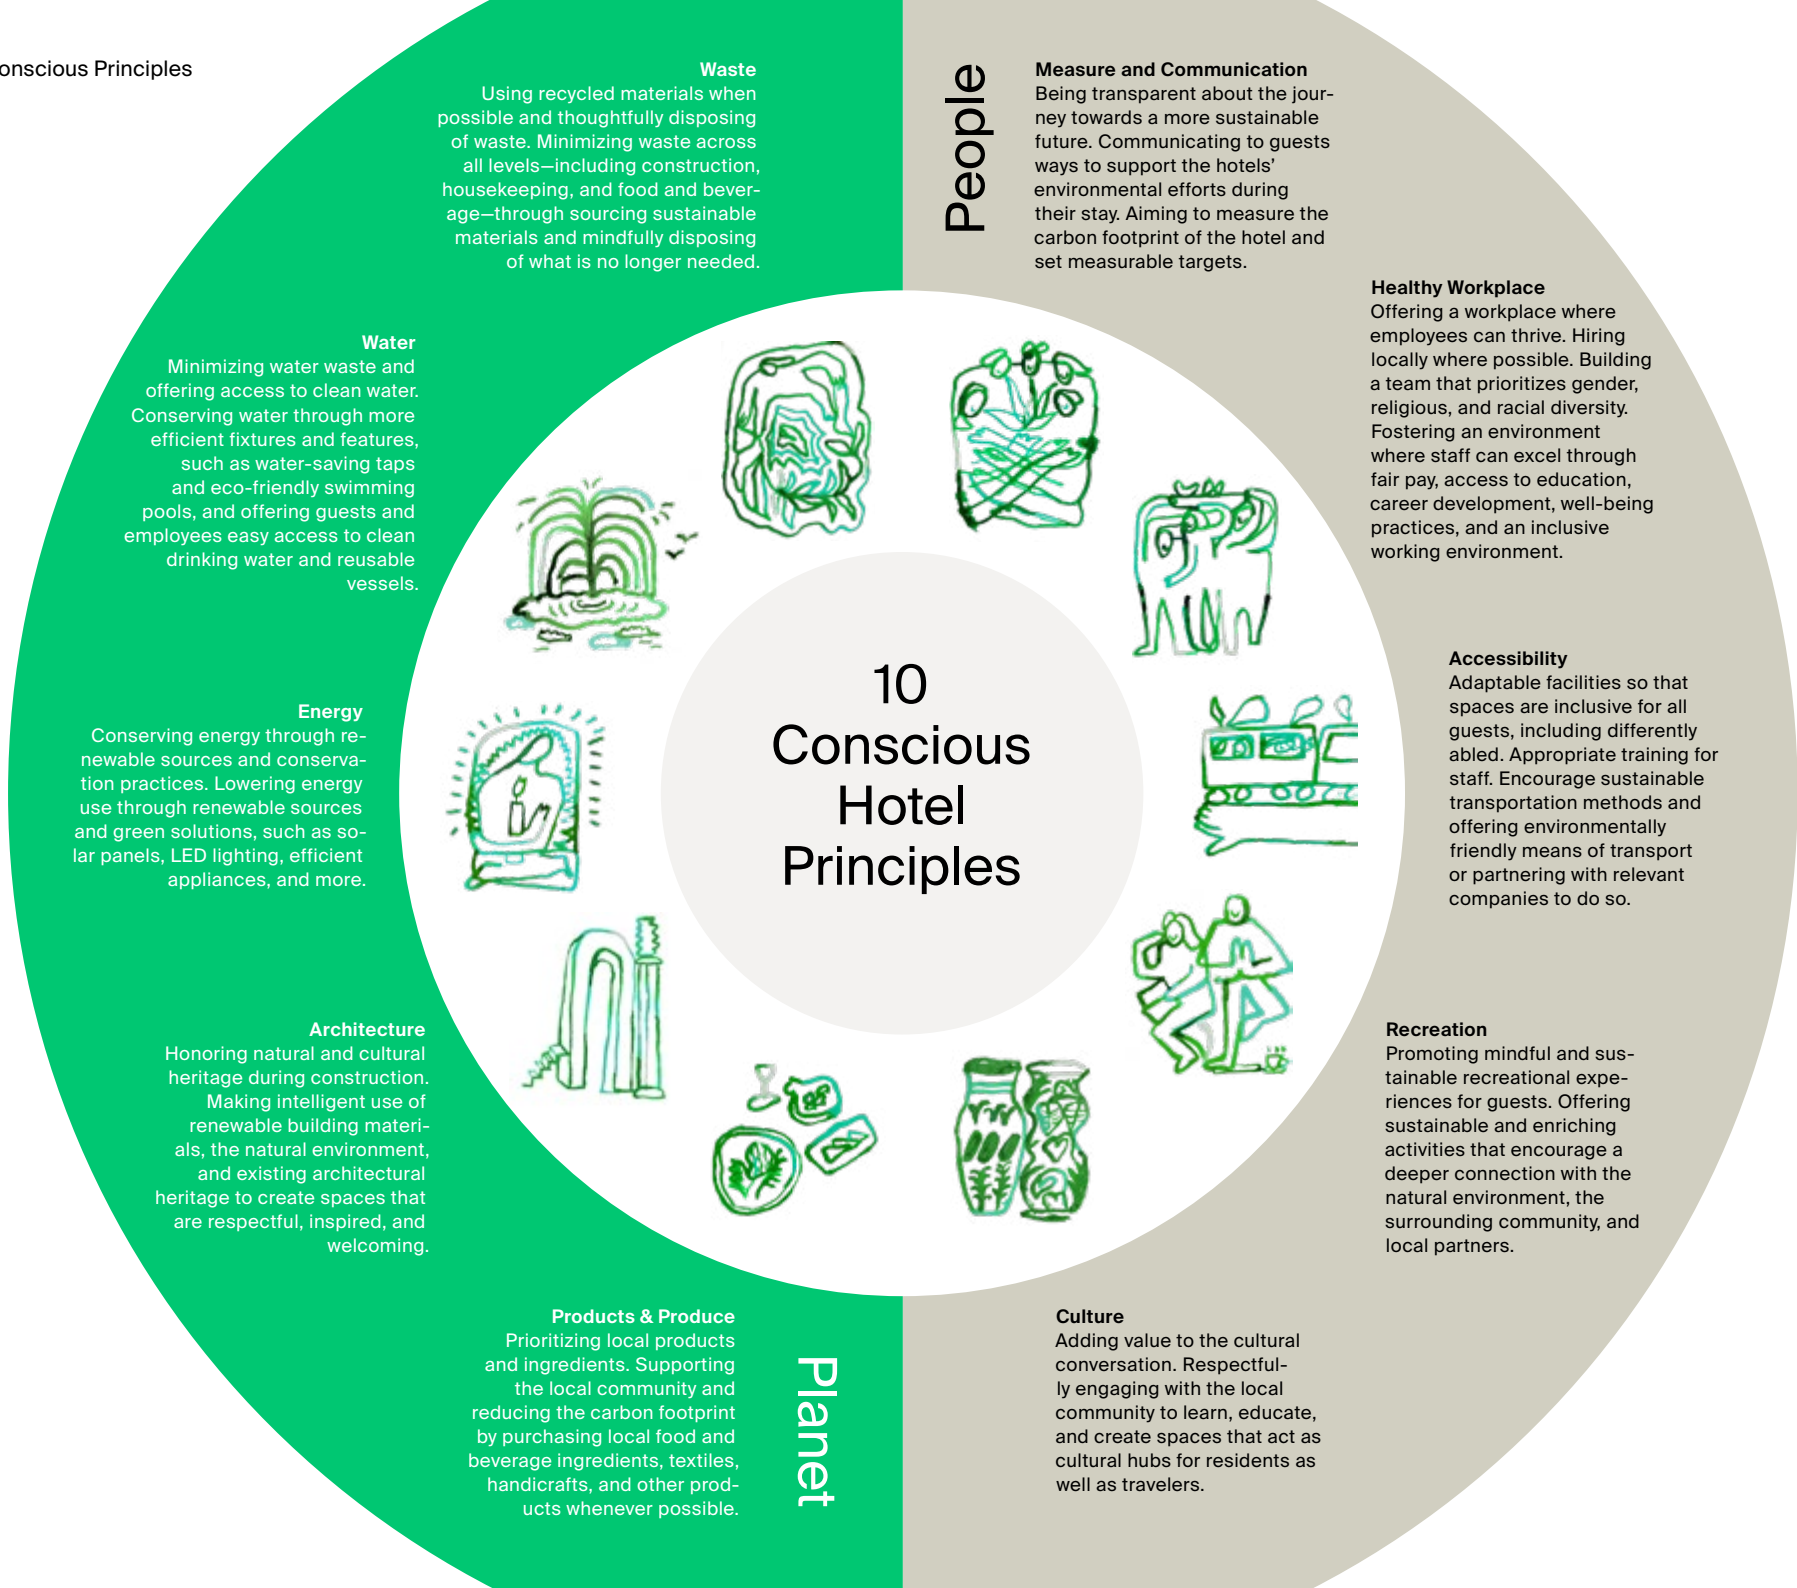 onscious Principles
Waste
Using recycled materials when
possible and thoughtfully disposing
of waste. Minimizing waste across
all levels—including construction,
housekeeping, and food and bever-
age—through sourcing sustainable
materials and mindfully disposing
of what is no longer needed.
Water
Minimizing water waste and
offering access to clean water.
Conserving water through more
efficient fixtures and features,
such as water-saving taps
and eco-friendly swimming
pools, and offering guests and
employees easy access to clean
drinking water and reusable
vessels.
Energy
Conserving energy through re-
newable sources and conserva-
tion practices. Lowering energy
use through renewable sources
and green solutions, such as so-
lar panels, LED lighting, efficient
appliances, and more.
Architecture
Honoring natural and cultural
heritage during construction.
Making intelligent use of
renewable building materi-
als, the natural environment,
and existing architectural
heritage to create spaces that
are respectful, inspired, and
welcoming.
Products & Produce
Prioritizing local products
and ingredients. Supporting
the local community and
reducing the carbon footprint
by purchasing local food and
beverage ingredients, textiles,
handicrafts, and other prod-
ucts whenever possible.
Planet
10
Conscious
Hotel
Principles
People
Measure and Communication
Being transparent about the jour-
ney towards a more sustainable
future. Communicating to guests
ways to support the hotels’
environmental efforts during
their stay. Aiming to measure the
carbon footprint of the hotel and
set measurable targets.
Healthy Workplace
Offering a workplace where
employees can thrive. Hiring
locally where possible. Building
a team that prioritizes gender,
religious, and racial diversity.
Fostering an environment
where staff can excel through
fair pay, access to education,
career development, well-being
practices, and an inclusive
working environment.
Accessibility
Adaptable facilities so that
spaces are inclusive for all
guests, including differently
abled. Appropriate training for
staff. Encourage sustainable
transportation methods and
offering environmentally
friendly means of transport
or partnering with relevant
companies to do so.
Recreation
Promoting mindful and sus-
tainable recreational expe-
riences for guests. Offering
sustainable and enriching
activities that encourage a
deeper connection with the
natural environment, the
surrounding community, and
local partners.
Culture
Adding value to the cultural
conversation. Respectful-
ly engaging with the local
community to learn, educate,
and create spaces that act as
cultural hubs for residents as
well as travelers.